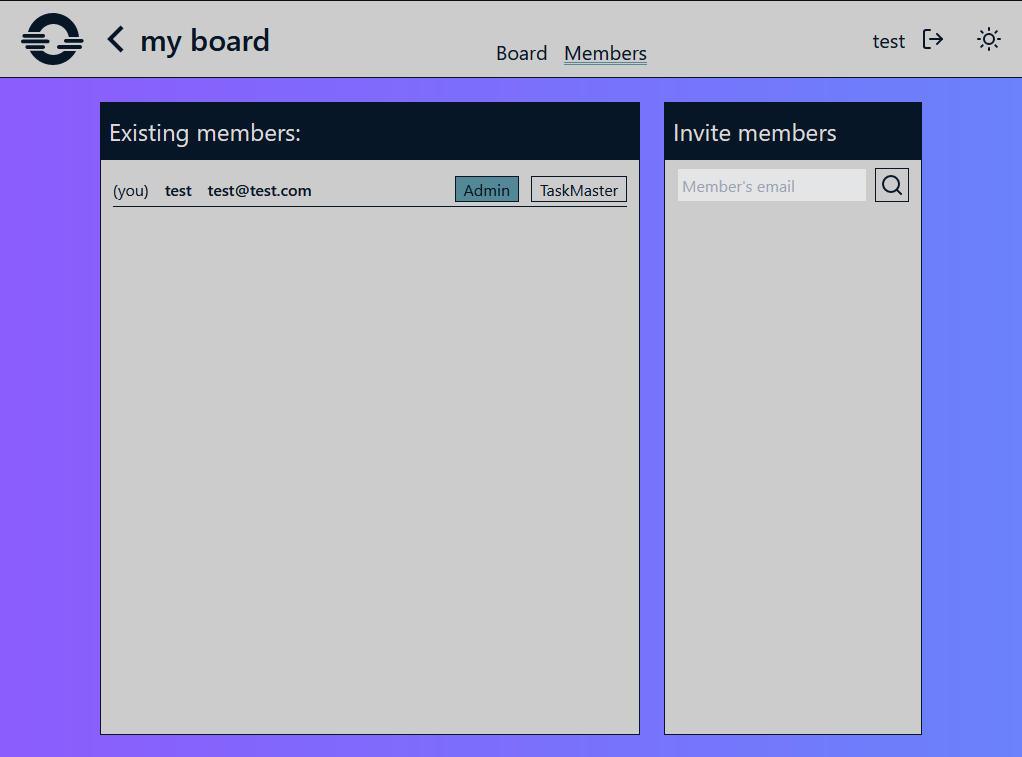 my board
Board Members
test
Existing members:
(you) test test@test.com Admin TaskMaster
Invite members
Member's email